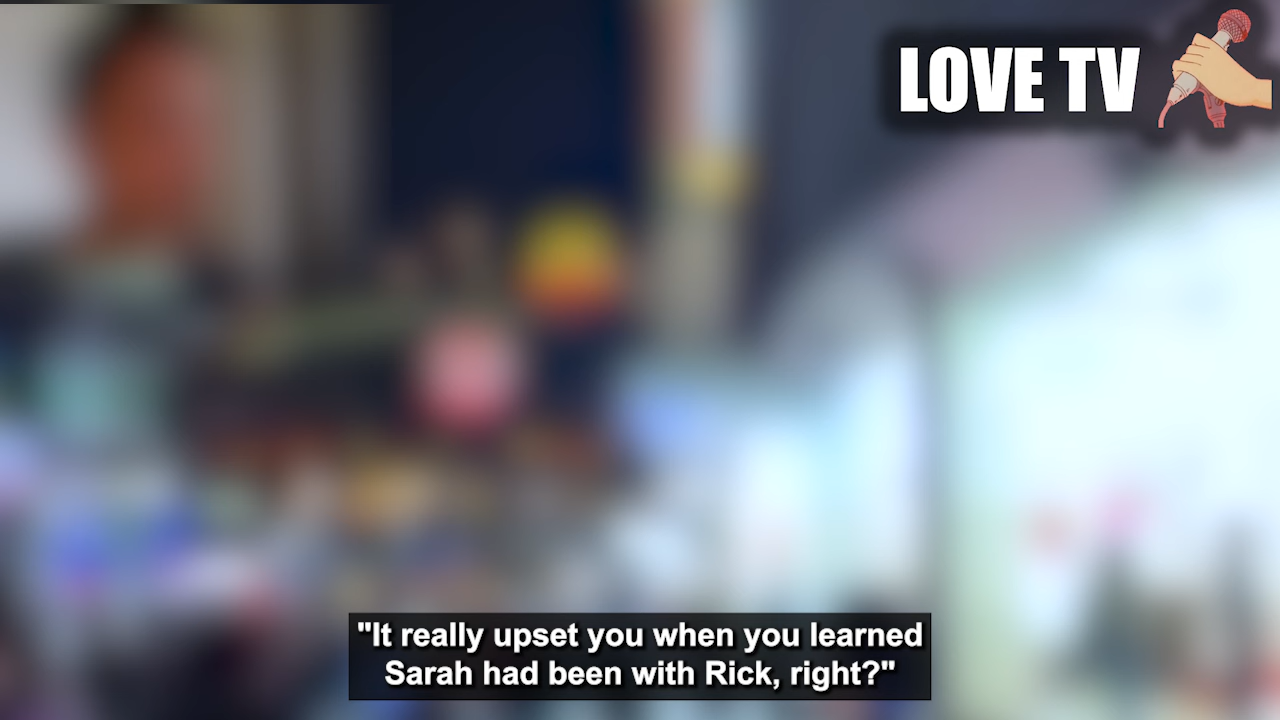 LOVE TV
"It really upset you when you learned
Sarah had been with Rick, right?"